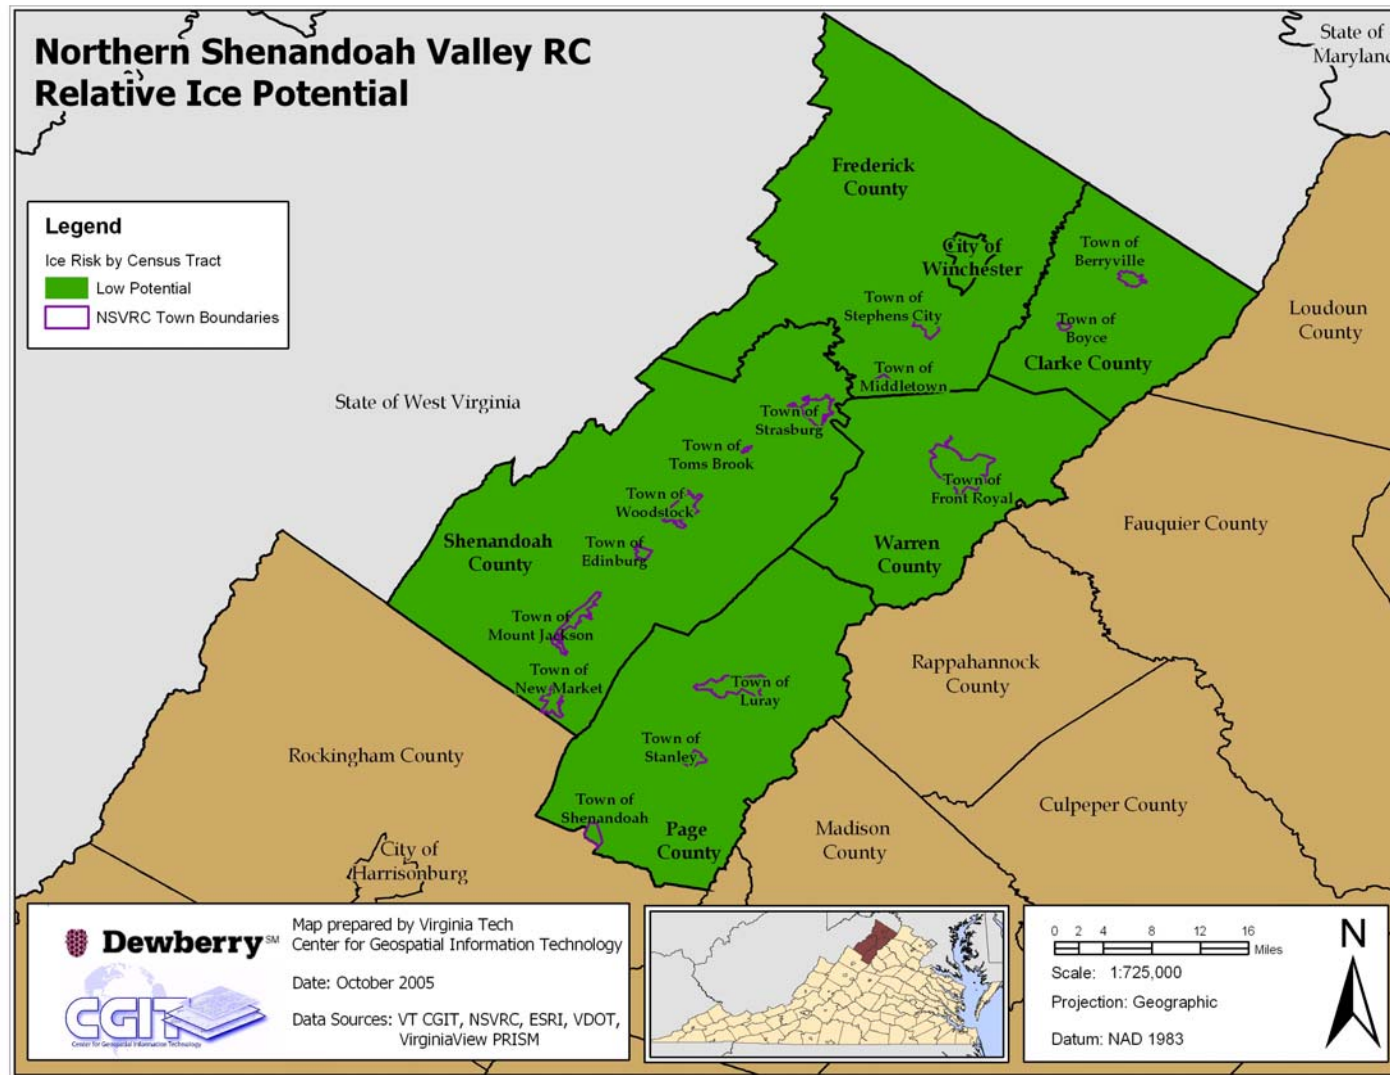 Northern Shenandoah Valley RC
Relative Ice Potential
State of
Maryland
Frederick
County
Legend
Ice Risk by Census Tract
Low Potential
NSVRC Town Boundaries
City of
Winchester
Town of
Berryville
Town of
Stephens City
Town of
Boyce
Loudoun
County
Clarke County
Town of
Middletown
State of West Virginia
Town of
Strasburg
Town of
Toms Brook
Town of
Front Royal
Town of
Woodstock
Fauquier County
Shenandoah
County
Town of
Edinburg
Warren
County
Town of
Mount Jackson
Rappahannock
County
Town of
New Market
Town of
Luray
Town of
Stanley
Rockingham County
Town of
Shenandoah
Page
County
Madison
County
Culpeper County
City of
Harrisonburg
Dewberry SM
CGIT
Center for Geospatial Information Technology
Map prepared by Virginia Tech
Center for Geospatial Information Technology
Date: October 2005
Data Sources: VT CGIT, NSVRC, ESRI, VDOT,
VirginiaView PRISM
0 2 4 8 12 16
Miles
Scale: 1:725,000
Projection: Geographic
Datum: NAD 1983
N